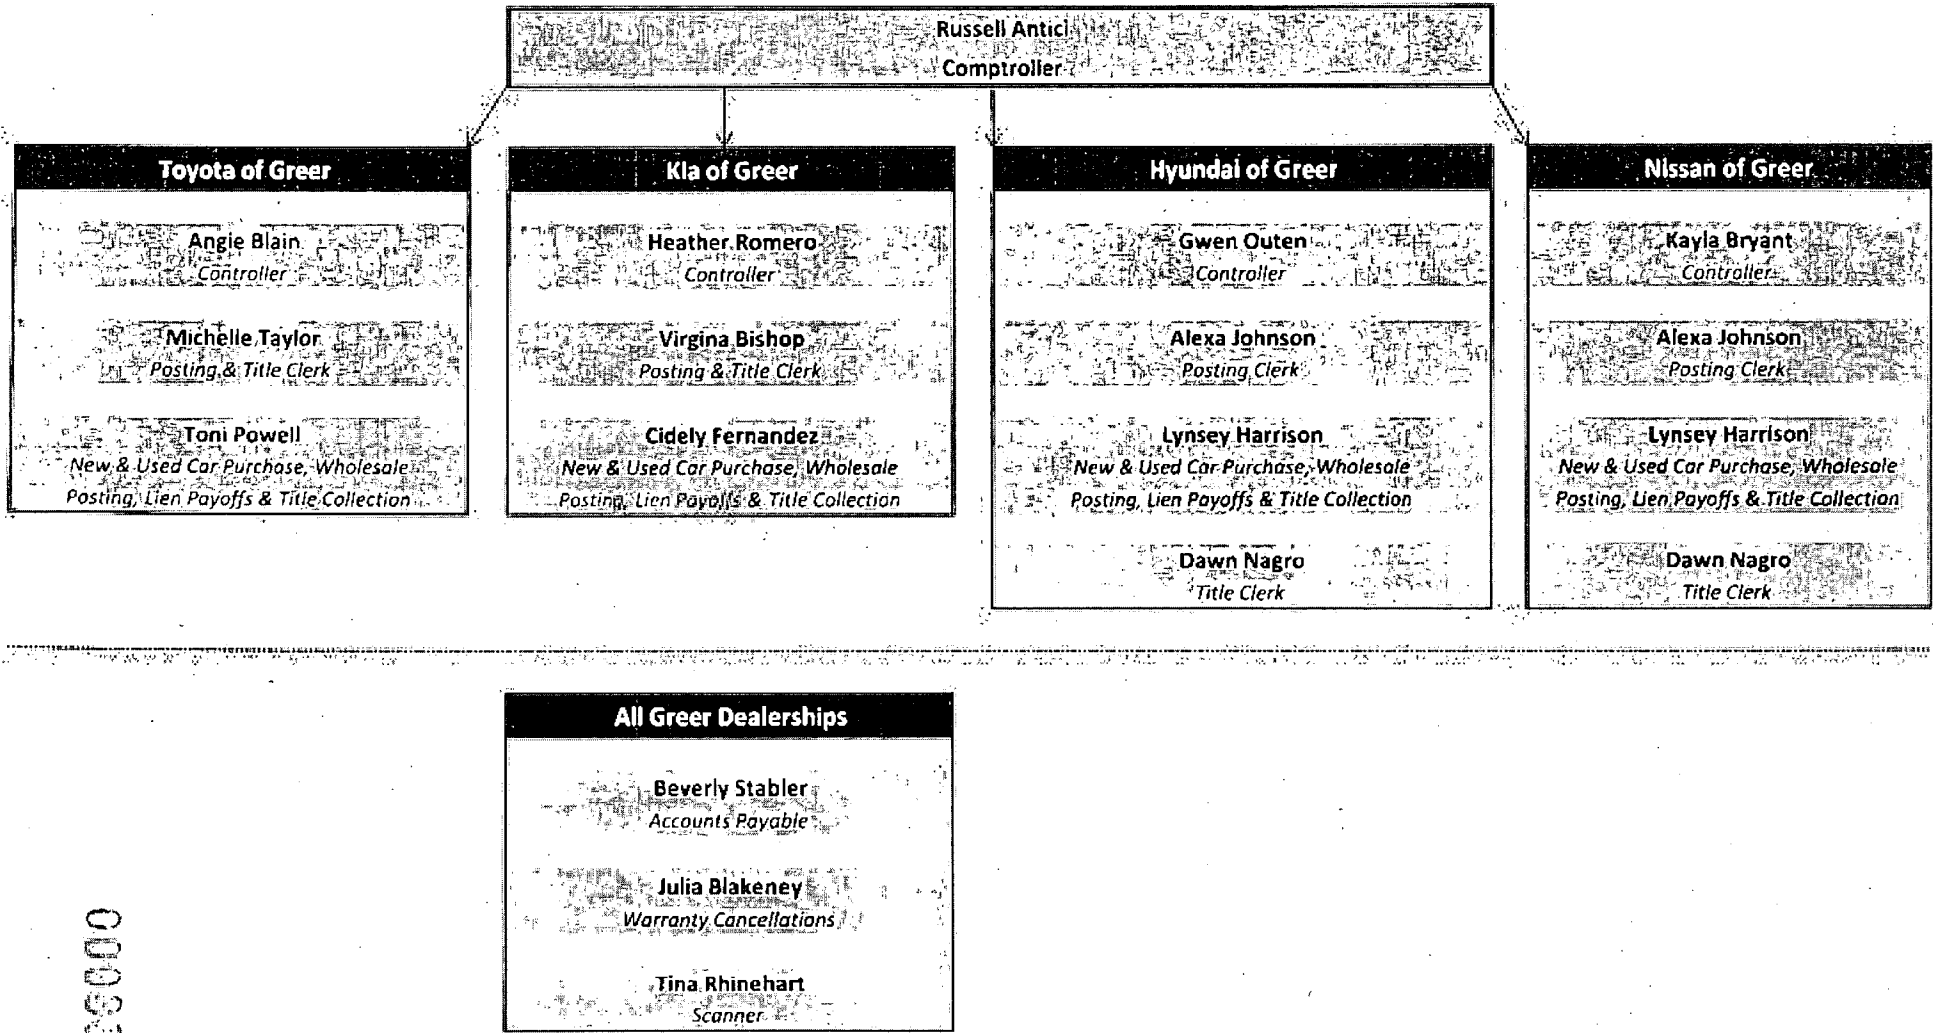 Russell Antici
Comptroller
Toyota of Greer
Angie Blain
Controller
Michelle Taylor
Posting & Title Clerk
Toni Powell
New & Used Car Purchase, Wholesale
Posting, Lien Payoffs & Title Collection
Kia of Greer
Heather Romero
Controller
Virgina Bishop
Posting & Title Clerk
Cidely Fernandez
New & Used Car Purchase, Wholesale
Posting, Lien Payoffs & Title Collection
Hyundai of Greer
Gwen Outen
Controller
Alexa Johnson
Posting Clerk
Lynsey Harrison
New & Used Car Purchase, Wholesale
Posting, Lien Payoffs & Title Collection
Dawn Nagro
Title Clerk
Nissan of Greer
Kayla Bryant
Controller
Alexa Johnson
Posting Clerk
Lynsey Harrison
New & Used Car Purchase, Wholesale
Posting, Lien Payoffs & Title Collection
Dawn Nagro
Title Clerk
All Greer Dealerships
Beverly Stabler
Accounts Payable
Julia Blakeney
Warranty Cancellations
Tina Rhinehart
Scanner